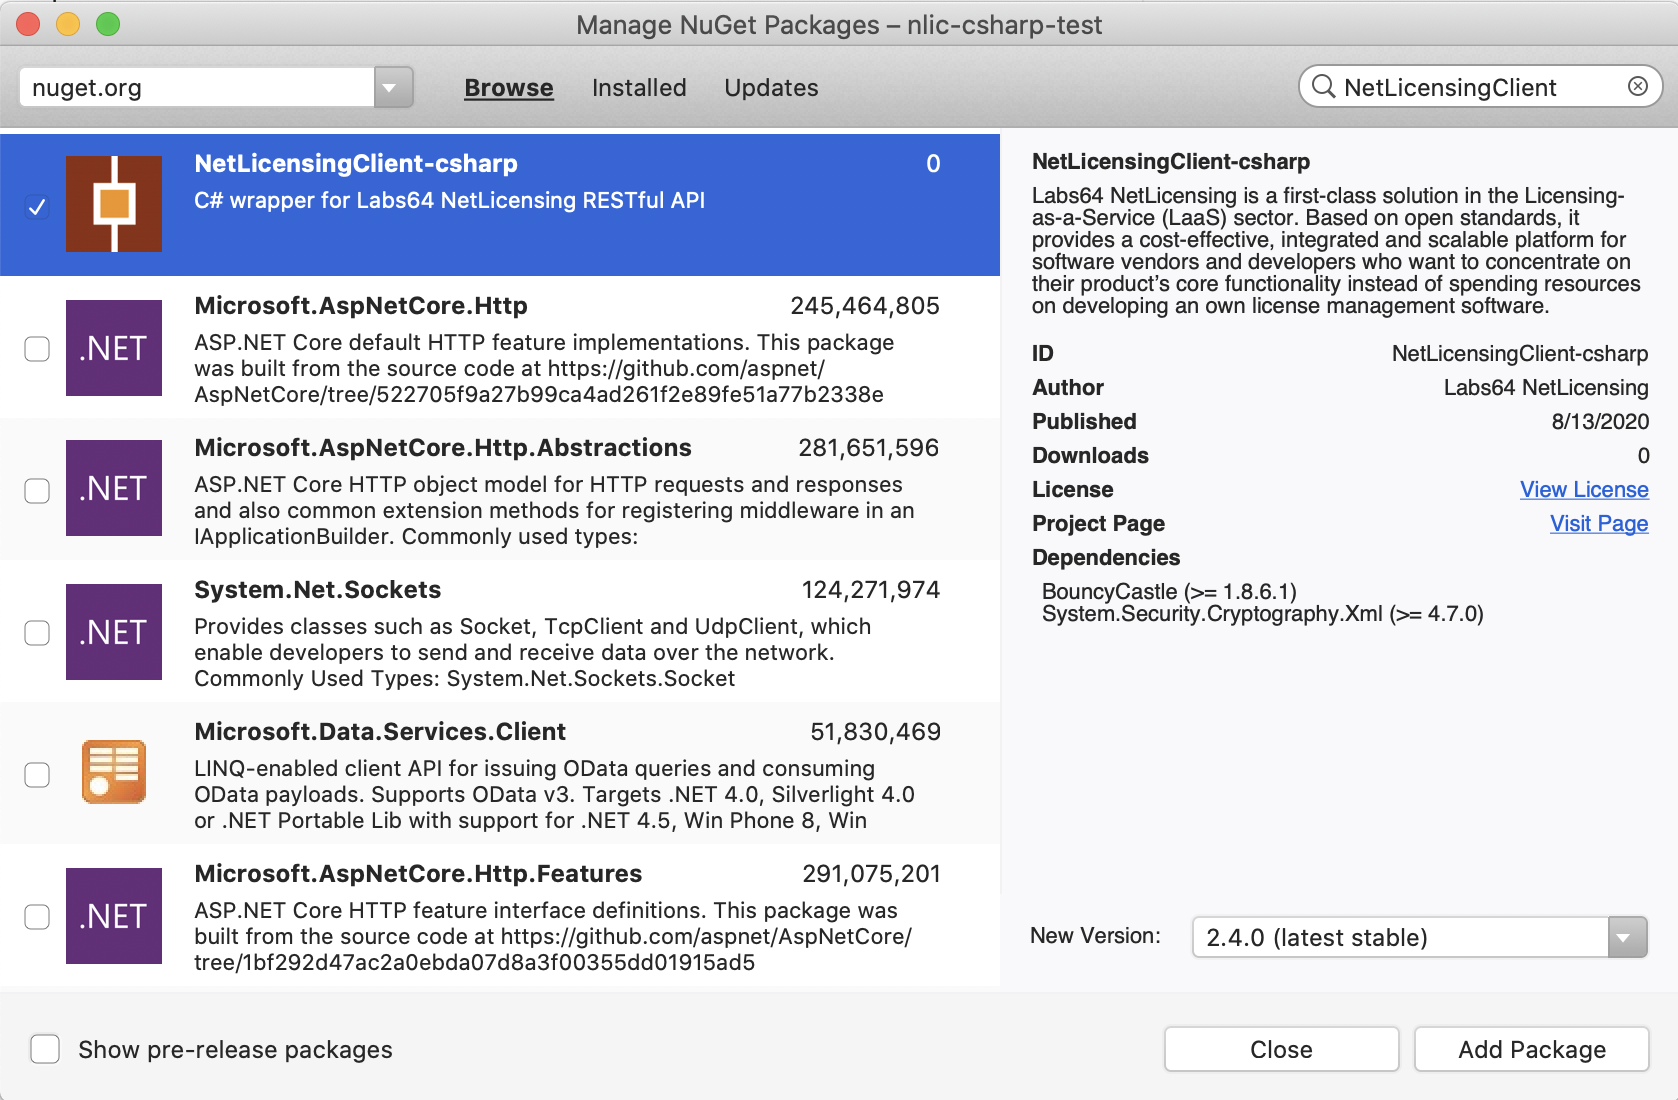 Manage NuGet Packages – nlic-csharp-test
nuget.org
Browse
Installed
Updates
NetLicensingClient
NetLicensingClient-csharp
0
C# wrapper for Labs64 NetLicensing RESTful API
.NET
Microsoft.AspNetCore.Http
245,464,805
ASP.NET Core default HTTP feature implementations. This package
was built from the source code at https://github.com/aspnet/
AspNetCore/tree/522705f9a27b99ca4ad261f2e89fe51a77b2338e
.NET
Microsoft.AspNetCore.Http.Abstractions
281,651,596
ASP.NET Core HTTP object model for HTTP requests and responses
and also common extension methods for registering middleware in an
IApplicationBuilder. Commonly used types:
.NET
System.Net.Sockets
124,271,974
Provides classes such as Socket, TcpClient and UdpClient, which
enable developers to send and receive data over the network.
Commonly Used Types: System.Net.Sockets.Socket
Microsoft.Data.Services.Client
51,830,469
LINQ-enabled client API for issuing OData queries and consuming
OData payloads. Supports OData v3. Targets .NET 4.0, Silverlight 4.0
or .NET Portable Lib with support for .NET 4.5, Win Phone 8, Win
.NET
Microsoft.AspNetCore.Http.Features
291,075,201
ASP.NET Core HTTP feature interface definitions. This package was
built from the source code at https://github.com/aspnet/AspNetCore/
tree/1bf292d47ac2a0ebda07d8a3f00355dd01915ad5
NetLicensingClient-csharp
Labs64 NetLicensing is a first-class solution in the Licensing-
as-a-Service (LaaS) sector. Based on open standards, it
provides a cost-effective, integrated and scalable platform for
software vendors and developers who want to concentrate on
their product's core functionality instead of spending resources
on developing an own license management software.
ID NetLicensingClient-csharp
Author Labs64 NetLicensing
Published 8/13/2020
Downloads 0
License View License
Project Page Visit Page
Dependencies
BouncyCastle (>= 1.8.6.1)
System.Security.Cryptography.Xml (>= 4.7.0)
New Version: 2.4.0 (latest stable)
Show pre-release packages
Close
Add Package